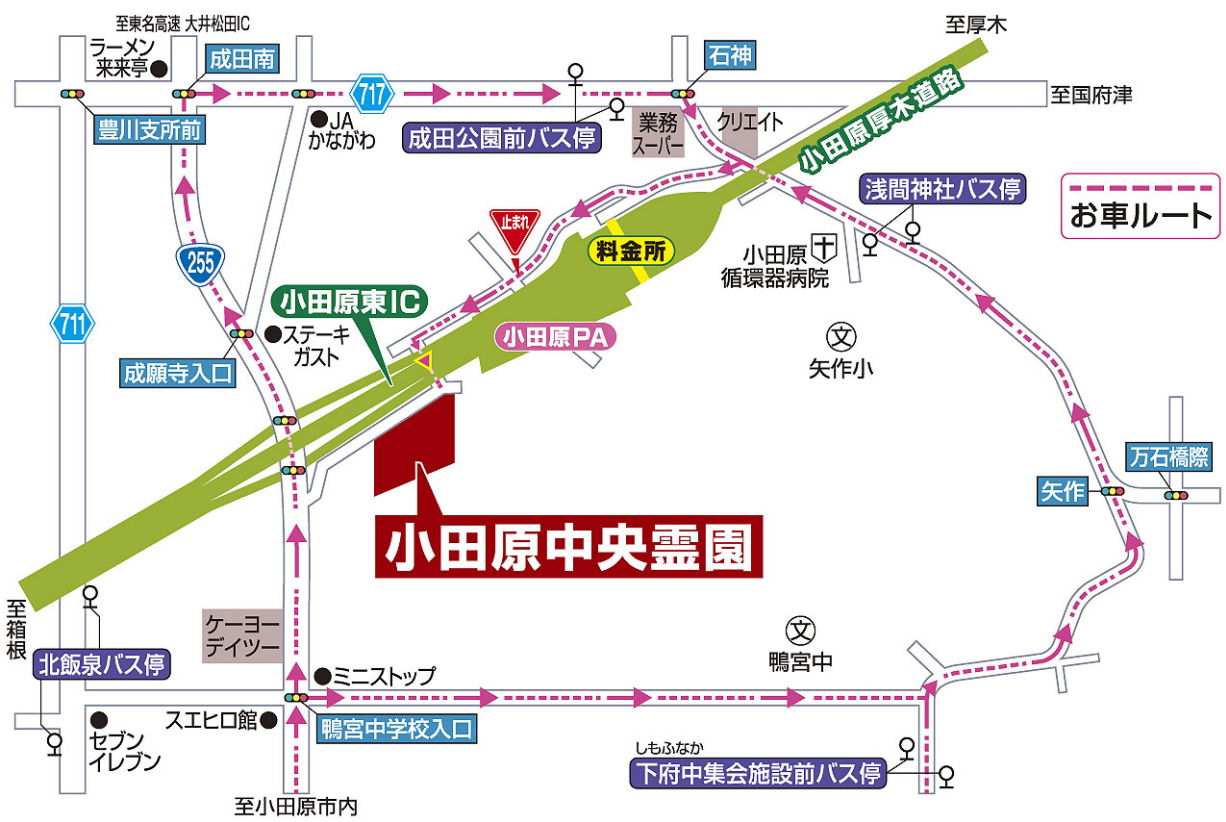 至東名高速 大井松田IC
至厚木
ラーメン
来来亭
成田南
石神
717
至国府津
豊川支所前
JA
かながわ
成田公園前バス停
業務
スーパー
クリエイト
小田原厚木道路
浅間神社バス停
お車ルート
止まれ
料金所
小田原
循環器病院
255
小田原東IC
711
ステーキ
ガスト
小田原PA
文
矢作小
成願寺入口
万石橋際
矢作
小田原中央霊園
至箱根
ケーヨー
デイツー
北飯泉バス停
文
鴨宮中
ミニストップ
スエヒロ館
鴨宮中学校入口
セブン
イレブン
しもふなか
下府中集会施設前バス停
至小田原市内